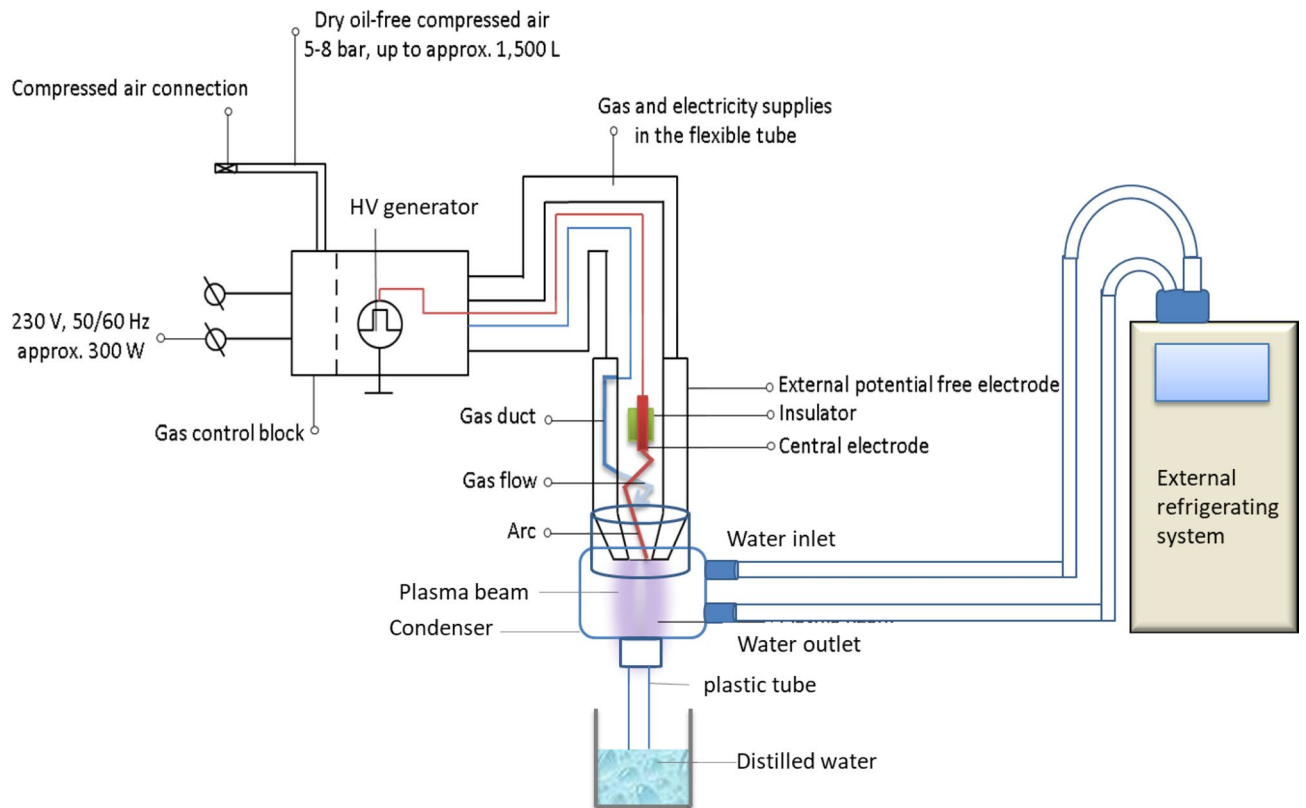 Dry oil-free compressed air
5-8 bar, up to approx. 1,500 L
Compressed air connection
Gas and electricity supplies
in the flexible tube
HV generator
230 V, 50/60 Hz
approx. 300 W
Gas control block
Gas duct
External potential free electrode
Insulator
Central electrode
Gas flow
Arc
Water inlet
External
refrigerating
system
Plasma beam
Condenser
Water outlet
plastic tube
Distilled water